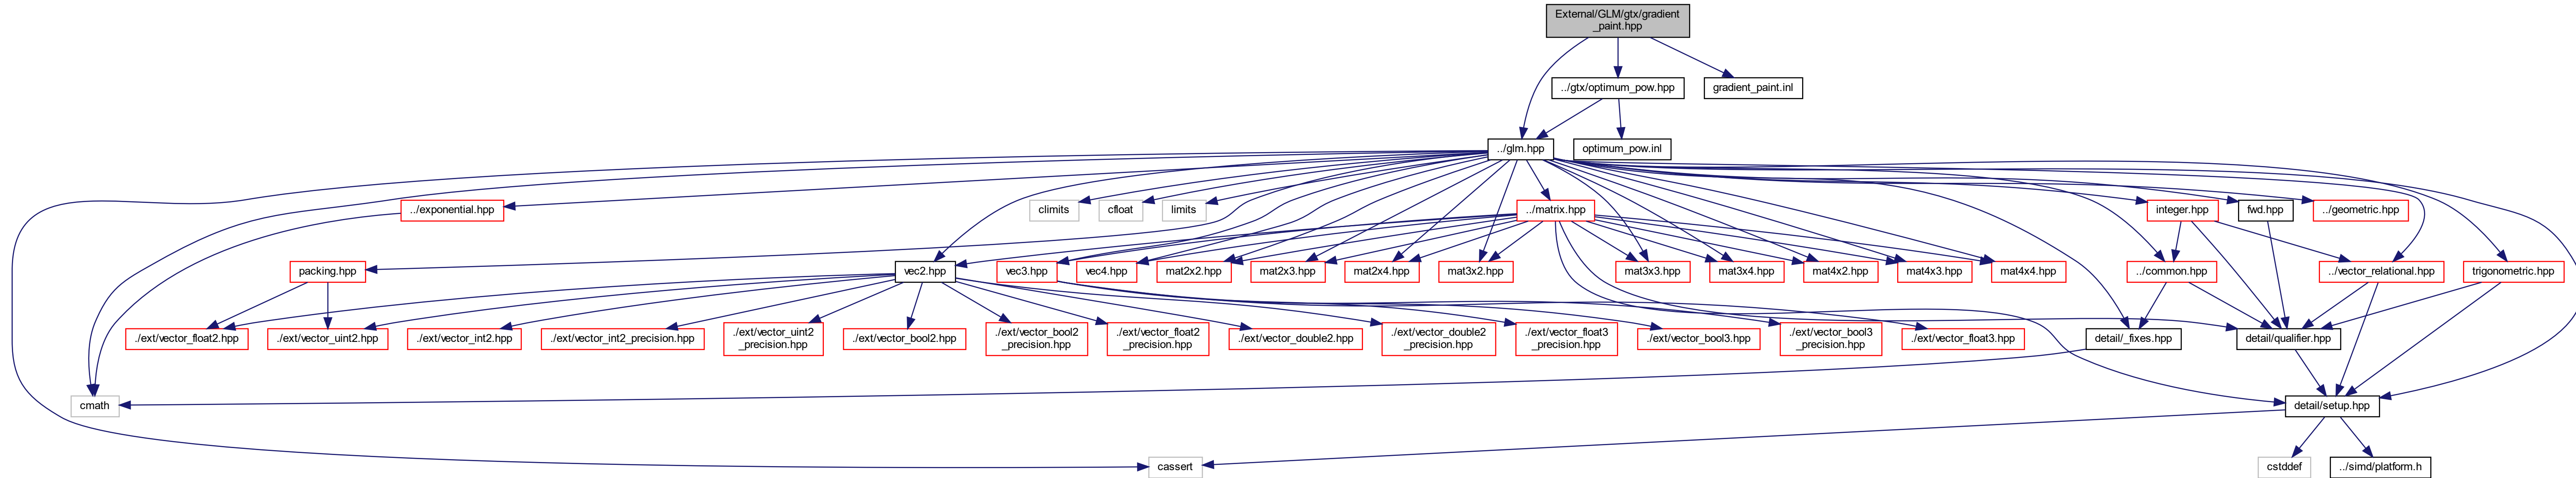 External/GLM/gtx/gradient
_paint.hpp
../gtx/optimum_pow.hpp
gradient_paint.inl
../glm.hpp
optimum_pow.inl
../exponential.hpp
climits
cfloat
limits
../matrix.hpp
integer.hpp
fwd.hpp
../geometric.hpp
packing.hpp
vec2.hpp
vec3.hpp
vec4.hpp
mat2x2.hpp
mat2x3.hpp
mat2x4.hpp
mat3x2.hpp
mat3x3.hpp
mat3x4.hpp
mat4x2.hpp
mat4x3.hpp
mat4x4.hpp
../common.hpp
../vector_relational.hpp
trigonometric.hpp
./ext/vector_float2.hpp
./ext/vector_uint2.hpp
./ext/vector_int2.hpp
./ext/vector_int2_precision.hpp
./ext/vector_uint2
_precision.hpp
./ext/vector_bool2.hpp
./ext/vector_bool2
_precision.hpp
./ext/vector_float2
_precision.hpp
./ext/vector_double2.hpp
./ext/vector_double2
_precision.hpp
./ext/vector_float3
_precision.hpp
./ext/vector_bool3.hpp
./ext/vector_bool3
_precision.hpp
./ext/vector_float3.hpp
detail/_fixes.hpp
detail/qualifier.hpp
cmath
detail/setup.hpp
cassert
cstddef
../simd/platform.h